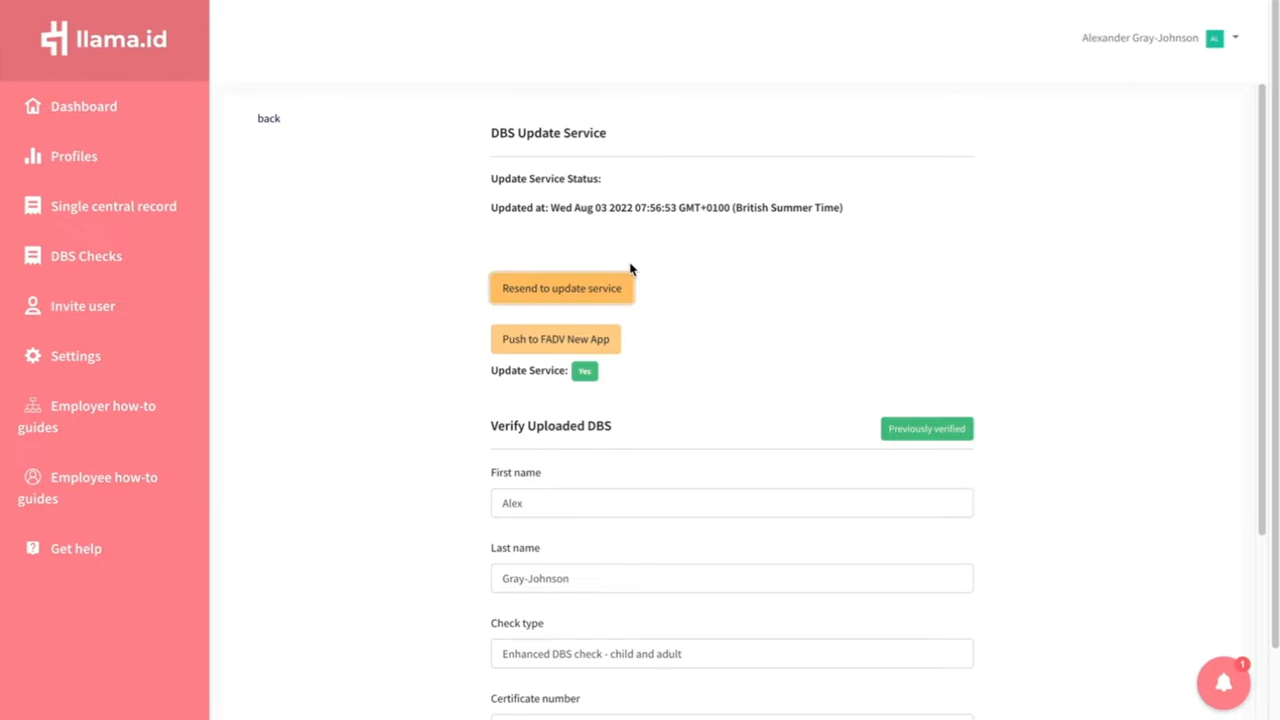 llama.id
Alexander Gray-Johnson
AL
Dashboard
Profiles
Single central record
DBS Checks
Invite user
Settings
Employer how-to
guides
Employee how-to
guides
Get help
back
DBS Update Service
Update Service Status:
Updated at: Wed Aug 03 2022 07:56:53 GMT+0100 (British Summer Time)
Resend to update service
Push to FADV New App
Update Service: Yes
Verify Uploaded DBS
Previously verified
First name
Alex
Last name
Gray-Johnson
Check type
Enhanced DBS check - child and adult
Certificate number
1